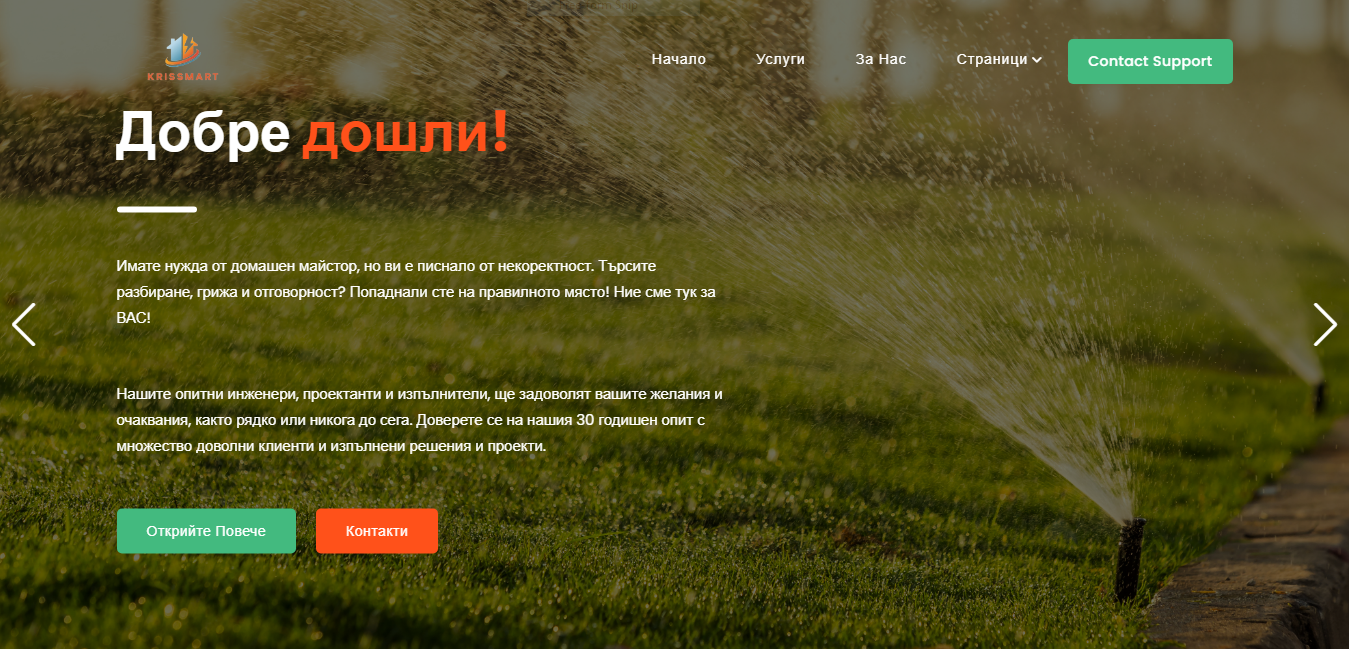 KRISSMART
Начало
Услуги
За Нас
Страници
Contact Support
Добре дошли!
Имате нужда от домашен майстор, но ви е писнало от некоректност. Търсите
разбиране, грижа и отговорност? Попаднали сте на правилното място! Ние сме тук за
ВАС!
Нашите опитни инженери, проектанти и изпълнители, ще задоволят вашите желания и
очаквания, както рядко или никога до сега. Доверете се на нашия 30 годишен опит с
множество доволни клиенти и изпълнени решения и проекти.
Открийте Повече
Контакти